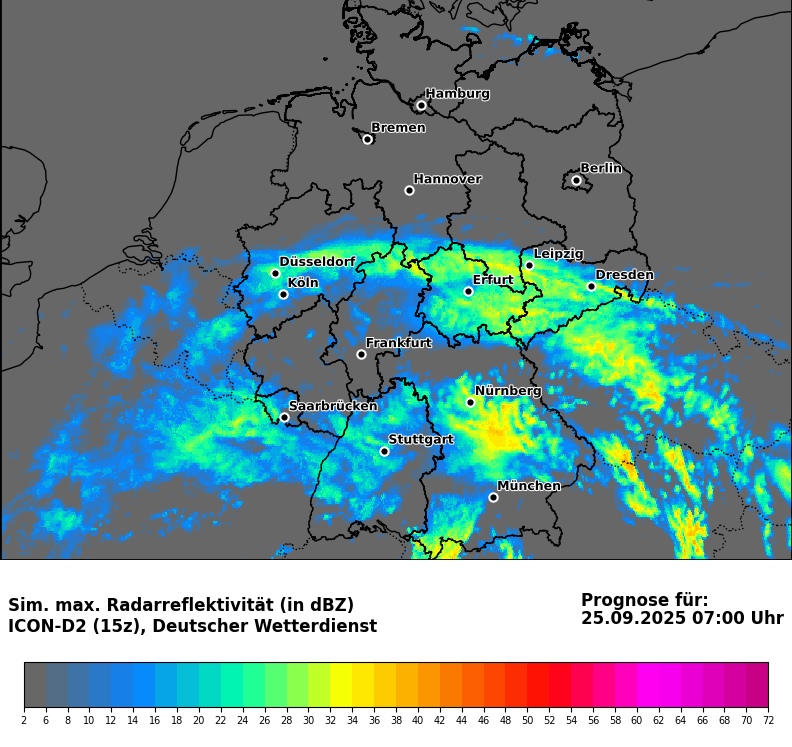 Hamburg
Bremen
Berlin
Hannover
Leipzig
Düsseldorf
Dresden
Köln
Erfurt
Frankfurt
Nürnberg
Saarbrücken
Stuttgart
München
Sim. max. Radarreflektivität (in dBZ)
ICON-D2 (15z), Deutscher Wetterdienst
Prognose für:
25.09.2025 07:00 Uhr
2 6 8 10 12 14 16 18 20 22 24 26 28 30 32 34 36 38 40 42 44 46 48 50 52 54 56 58 60 62 64 66 68 70 72